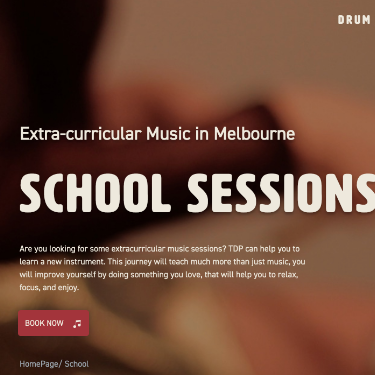 DRUM
Extra-curricular Music in Melbourne
SCHOOL SESSIONS
Are you looking for some extracurricular music sessions? TDP can help you to
learn a new instrument. This journey will teach much more than just music, you
will improve yourself by doing something you love, that will help you to relax,
focus, and enjoy.
BOOK NOW
HomePage/ School